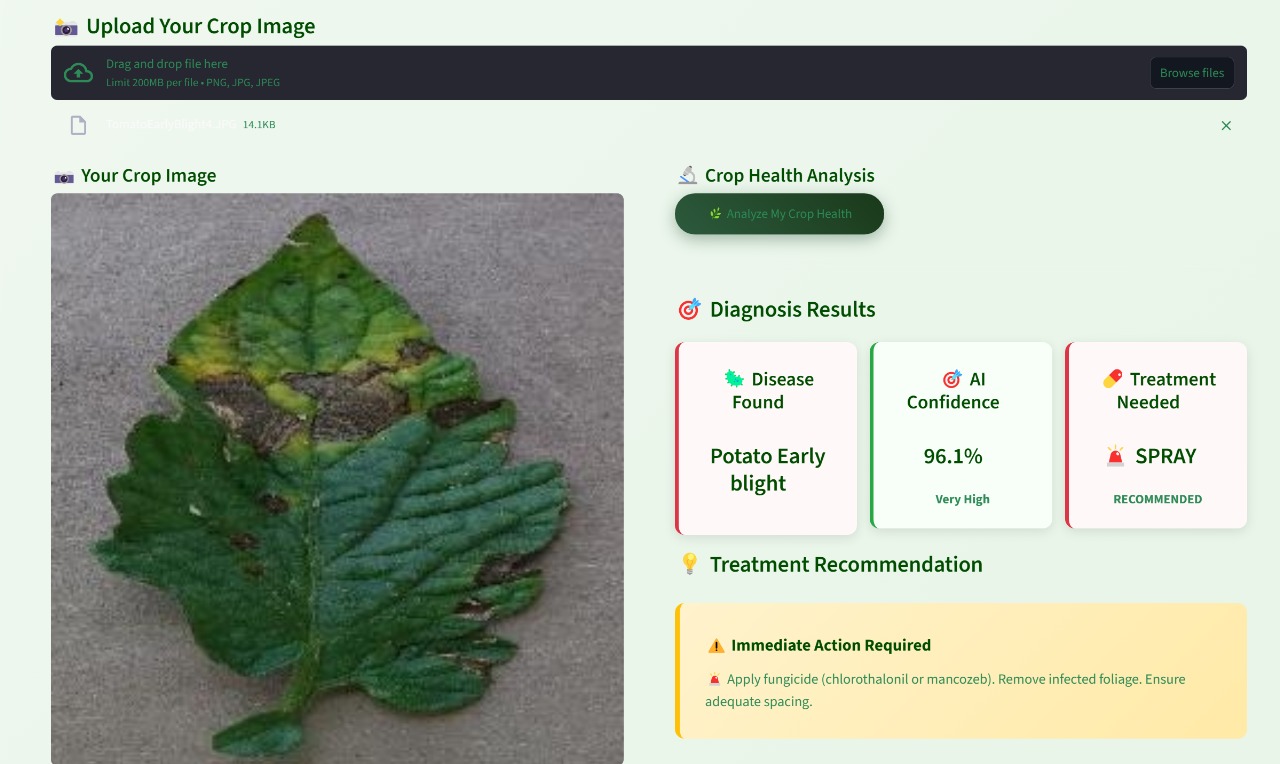 Upload Your Crop Image
Drag and drop file here
Limit 200MB per file • PNG, JPG, JPEG
Browse files
TomatoEarlyBlight4.JPG 14.1KB
Your Crop Image
Crop Health Analysis
Analyze My Crop Health
Diagnosis Results
Disease
Found
Potato Early
blight
AI
Confidence
96.1%
Very High
Treatment
Needed
SPRAY
RECOMMENDED
Treatment Recommendation
Immediate Action Required
Apply fungicide (chlorothalonil or mancozeb). Remove infected foliage. Ensure
adequate spacing.